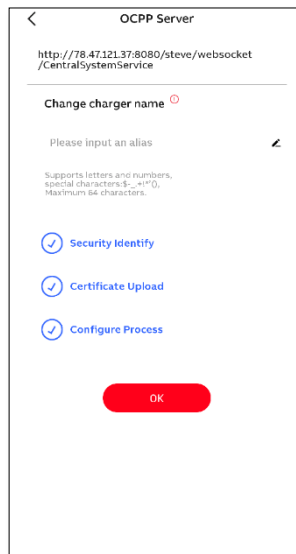 OCPP Server
http://78.47.121.37:8080/steve/websocket
/CentralSystemService
Change charger name
Please input an alias
Supports letters and numbers,
special characters:$-_.+!*'(),
Maximum 64 characters.
Security Identify
Certificate Upload
Configure Process
OK